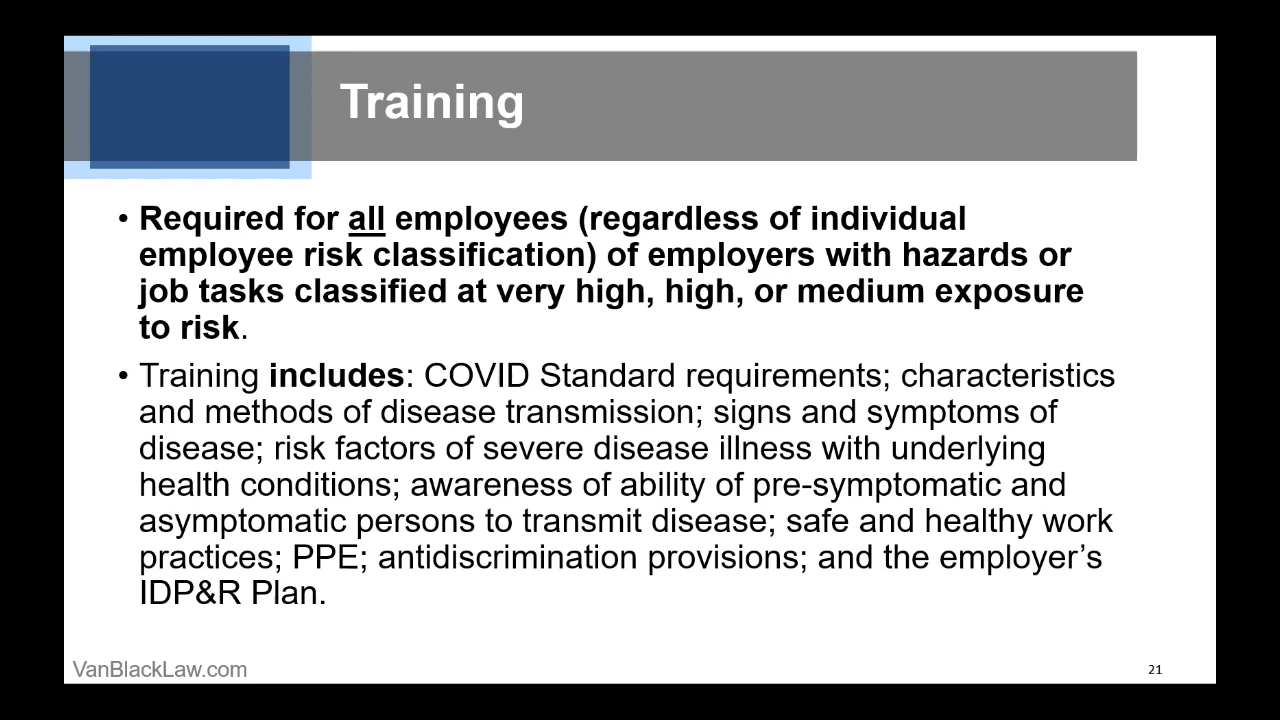 Training
• Required for all employees (regardless of individual
employee risk classification) of employers with hazards or
job tasks classified at very high, high, or medium exposure
to risk.
• Training includes: COVID Standard requirements; characteristics
and methods of disease transmission; signs and symptoms of
disease; risk factors of severe disease illness with underlying
health conditions; awareness of ability of pre-symptomatic and
asymptomatic persons to transmit disease; safe and healthy work
practices; PPE; antidiscrimination provisions; and the employer’s
IDP&R Plan.
VanBlackLaw.com
21